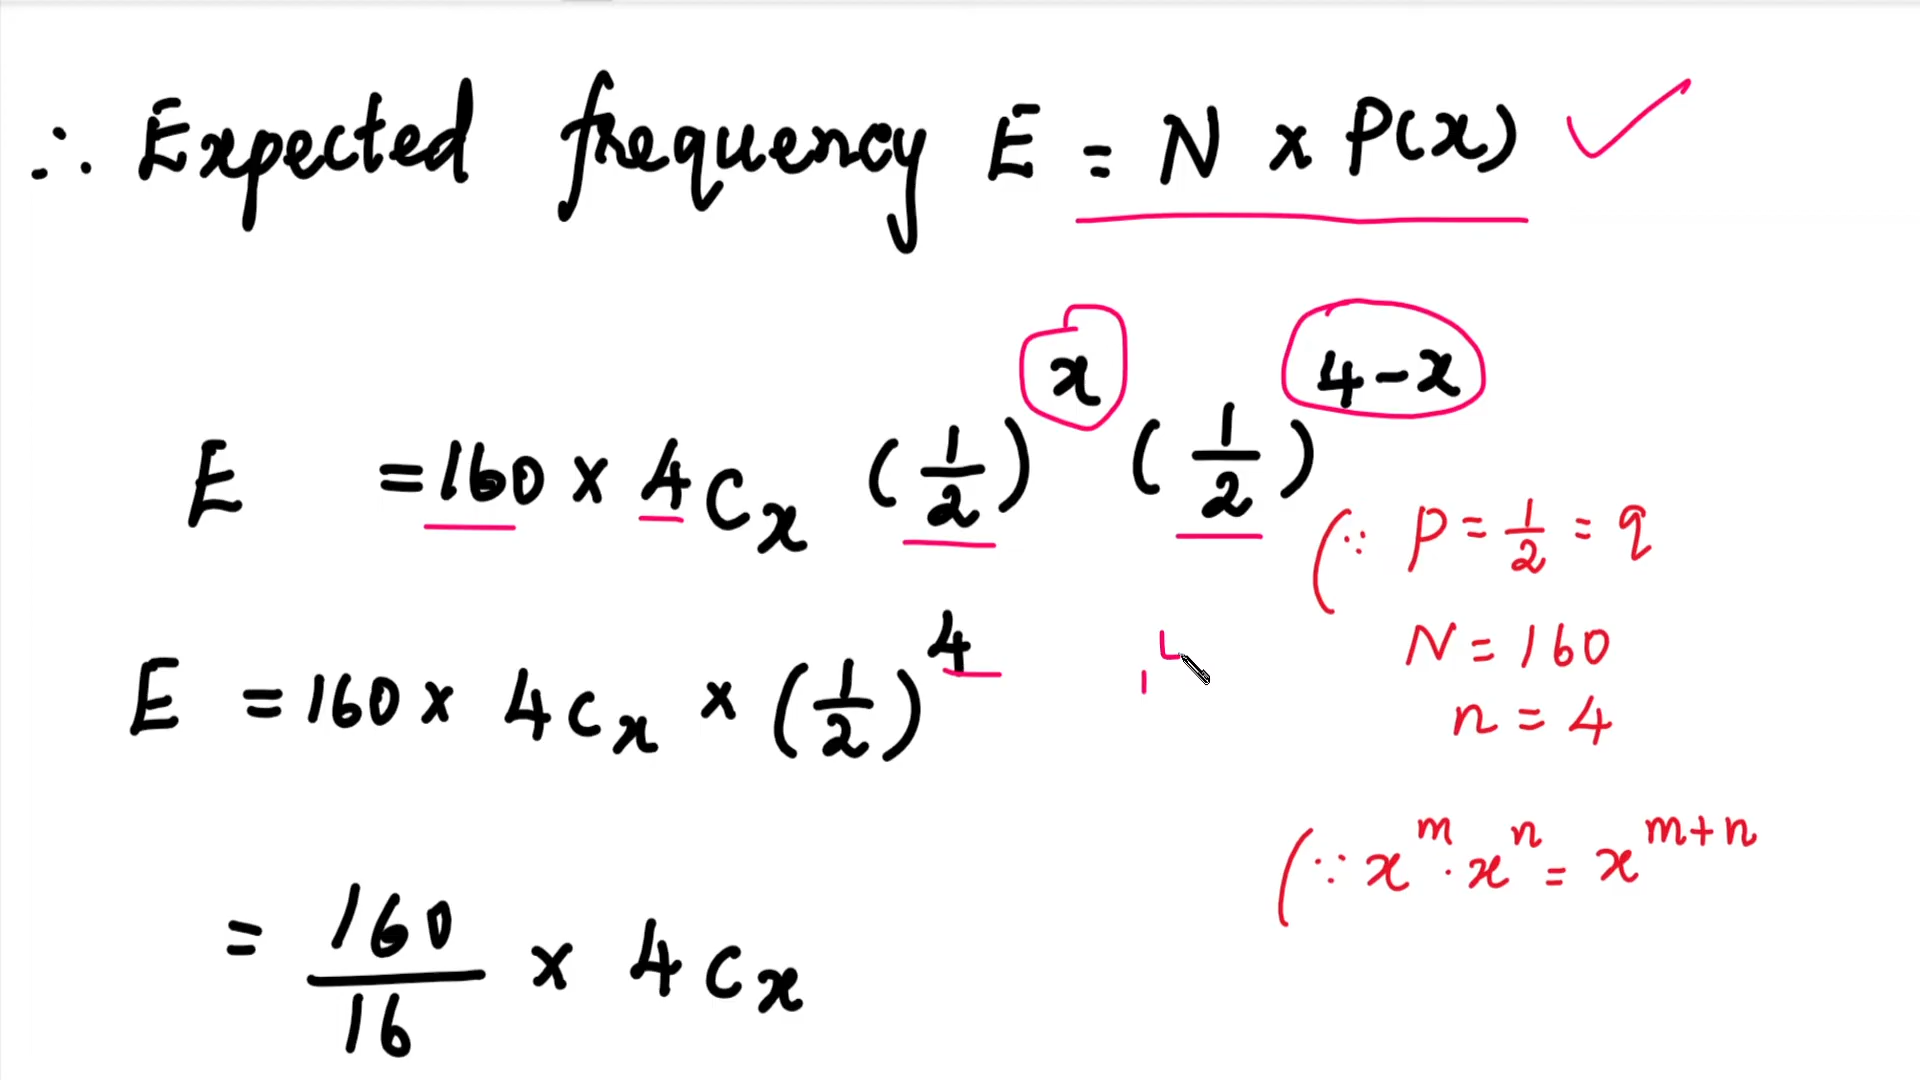 ∴ Expected frequency E = N x P(x) ✓
E = 160 x 4Cx (1/2)^x (1/2)^(4-x)
(∵ p = 1/2 = q
N = 160
n = 4
E = 160 x 4Cx x (1/2)^4
1^L
(∵ x^m · x^n = x^(m+n)
= 160/16 x 4Cx